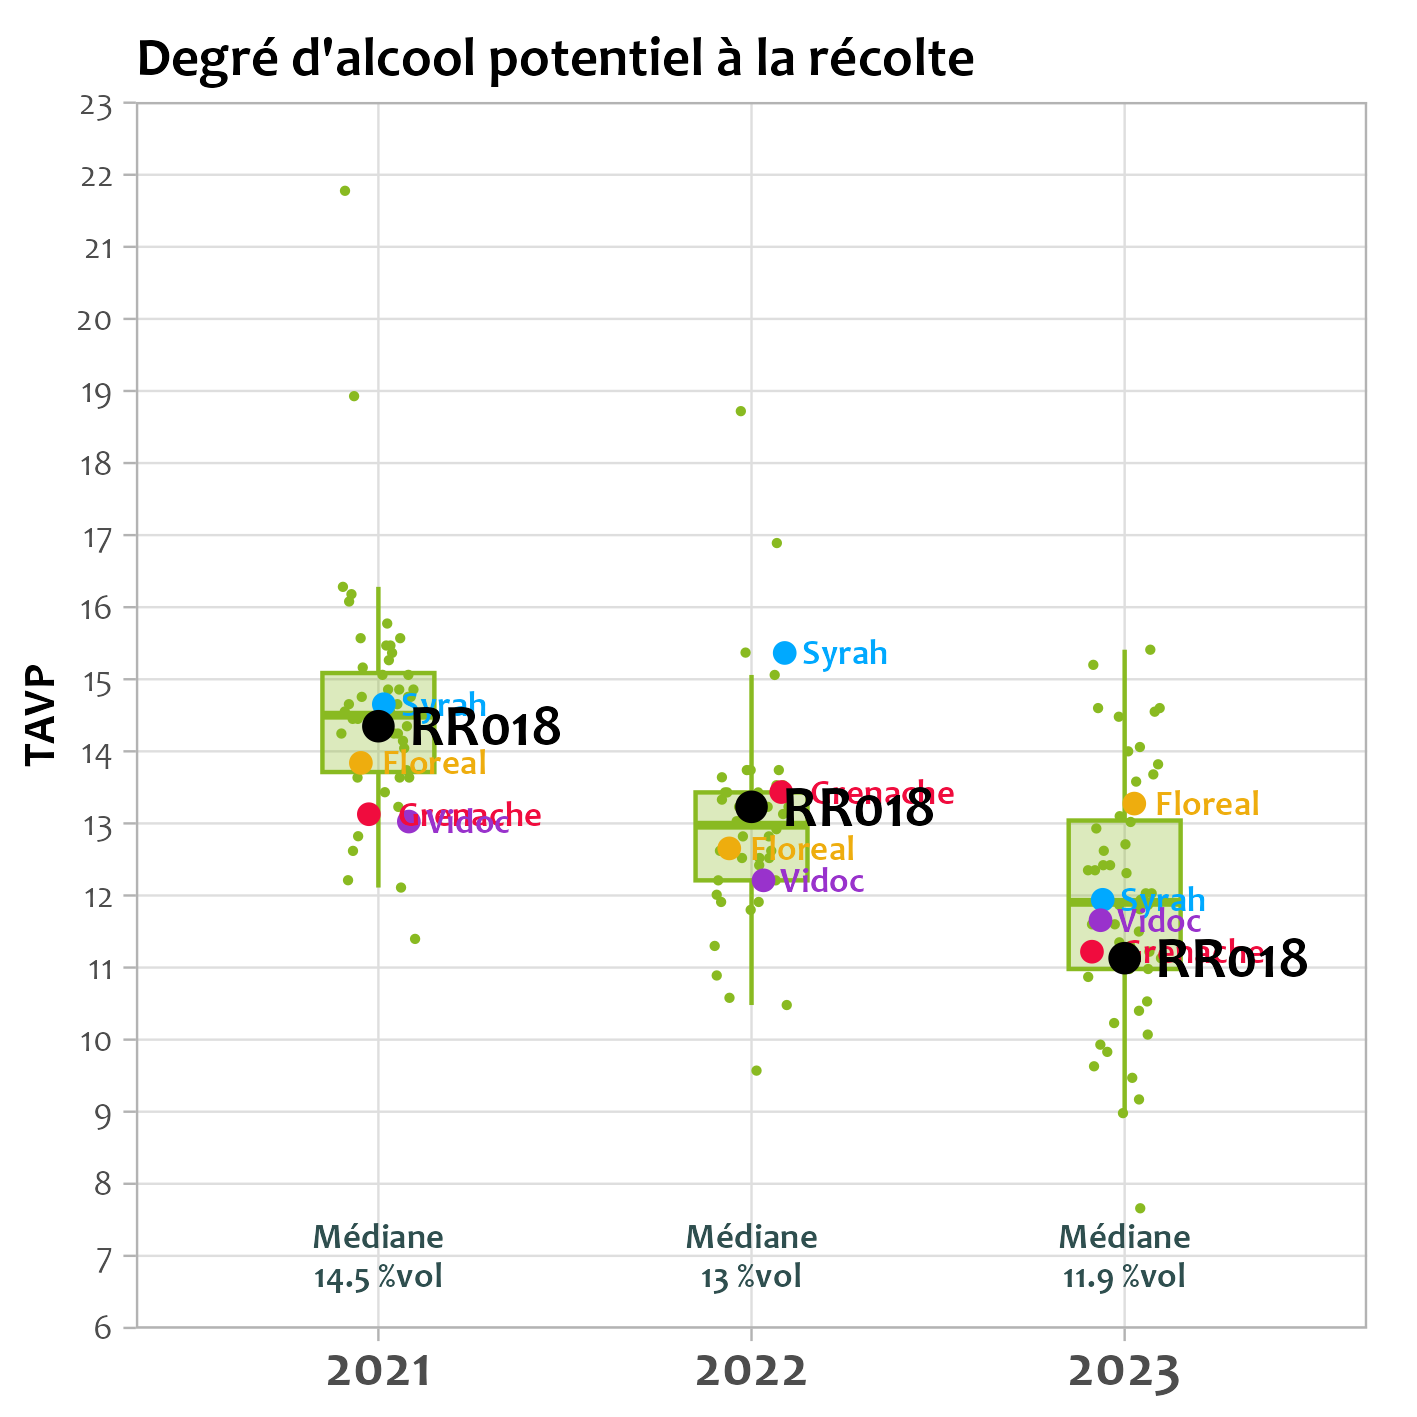 Degré d'alcool potentiel à la récolte
TAVP
23
22
21
20
19
18
17
16
15
14
13
12
11
10
9
8
7
6
Syrah
RR018
Floreal
Grenache
Vidoc
Syrah
Grenache
RR018
Floreal
Vidoc
Floreal
Syrah
Vidoc
Grenache
RR018
Médiane
14.5 %vol
Médiane
13 %vol
Médiane
11.9 %vol
2021
2022
2023